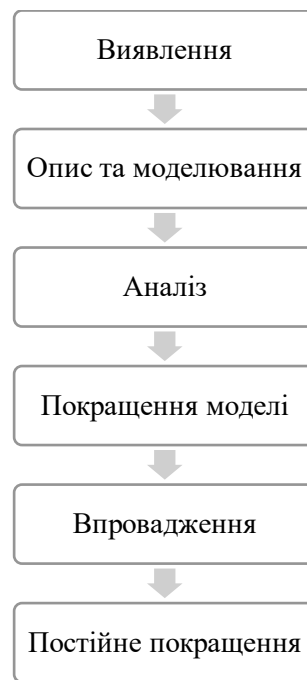 Виявлення
Опис та моделювання
Аналіз
Покращення моделі
Впровадження
Постійне покращення